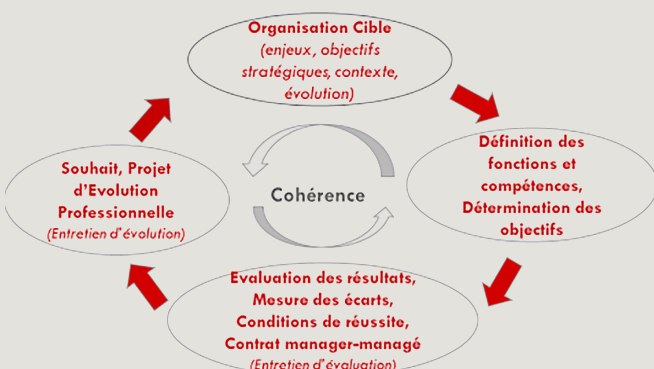 Organisation Cible
(enjeux, objectifs
stratégiques, contexte,
évolution)
Définition des
fonctions et
compétences,
Détermination des
objectifs
Souhait, Projet
d'Evolution
Professionnelle
(Entretien d'évolution)
Cohérence
Evaluation des résultats,
Mesure des écarts,
Conditions de réussite,
Contrat manager-managé
(Entretien d'évaluation)